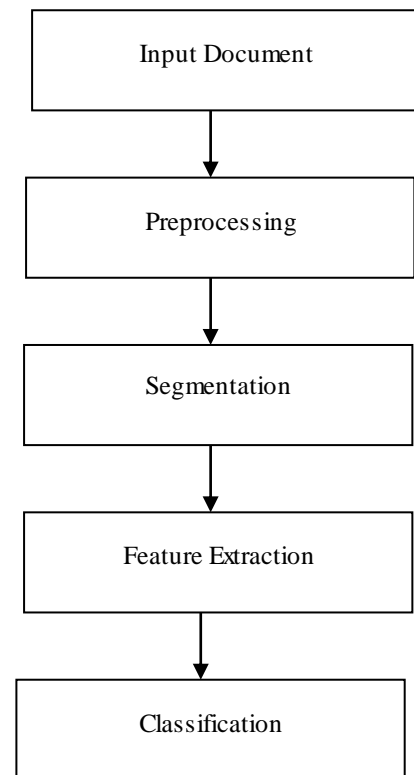 Input Document
Preprocessing
Segmentation
Feature Extraction
Classification